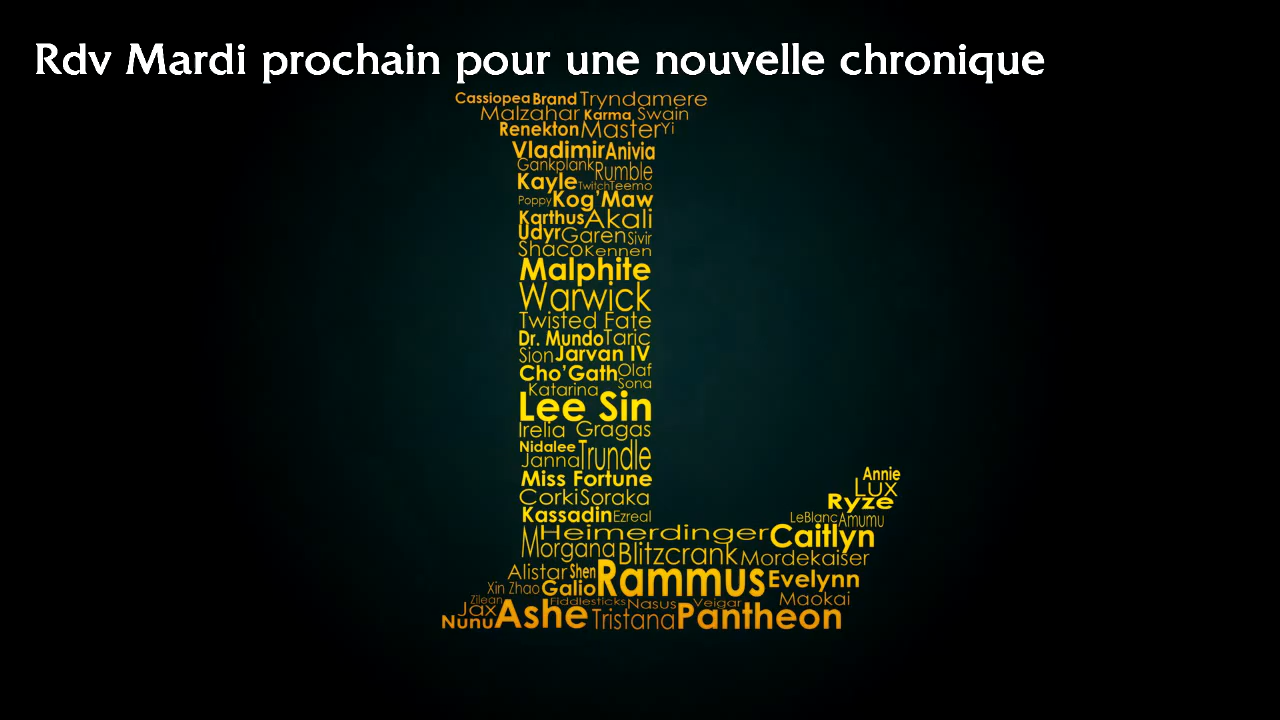 Rdv Mardi prochain pour une nouvelle chronique
Cassiopea Brand Tryndamere
Malzahar Karma Swain
Renekton Master Yi
Vladimir Anivia
Gankplank Rumble
Kayle Twitch Teemo
Poppy Kog'Maw
Karthus Akali
Udyr Garen Sivir
Shaco Kennen
Malphite
Warwick
Twisted Fate
Dr. Mundo Taric
Sion Jarvan IV
Cho'Gath Olaf
Katarina Sona
Lee Sin
Irelia Gragas
Nidalee Trundle
Janna
Miss Fortune
Annie
Lux
Corki Soraka
Ryze
Kassadin Ezreal
LeBlanc Amumu
Heimerdinger Caitlyn
Morgana Blitzcrank Mordekaiser
Alistar Shen Rammus Evelynn
Xin Zhao Galio
Zilean Fiddlesticks Nasus Veigar Maokai
Jax Ashe Tristana Pantheon
Nunu